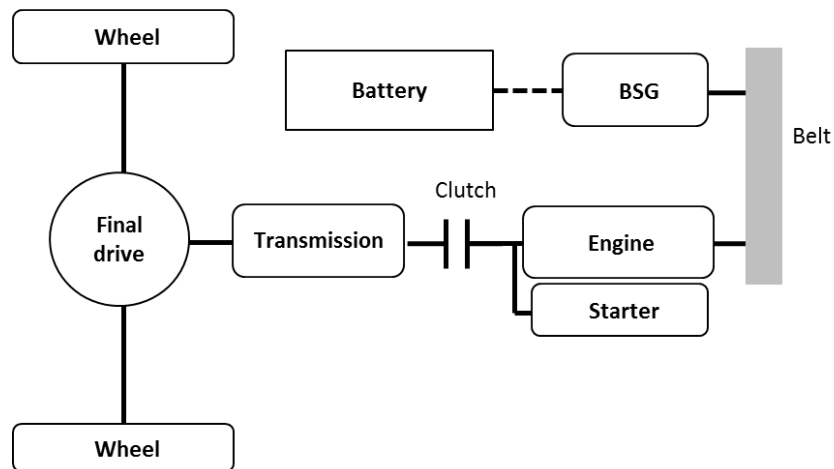 Wheel
Battery
BSG
Belt
Clutch
Final
drive
Transmission
Engine
Starter
Wheel